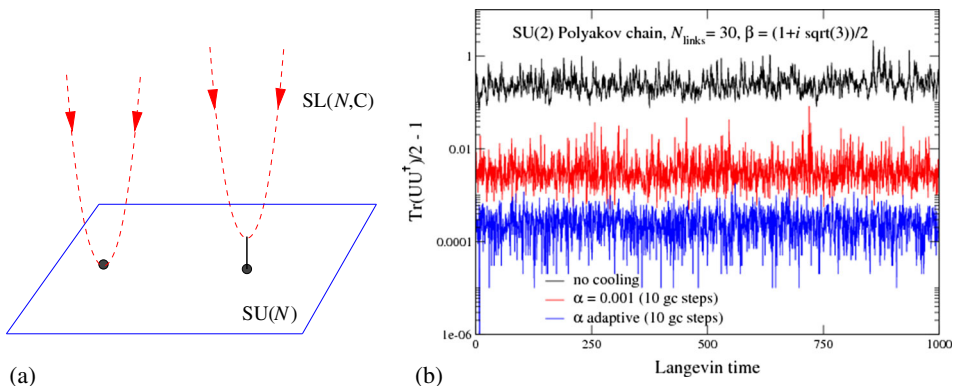 SL(N,C)
SU(N)
(a)
SU(2) Polyakov chain, N_links = 30, β = (1+i sqrt(3))/2
Tr(UU†)/2 - 1
1
0.01
0.0001
1e-06
no cooling
α = 0.001 (10 gc steps)
α adaptive (10 gc steps)
0 250 500 750 1000
Langevin time
(b)